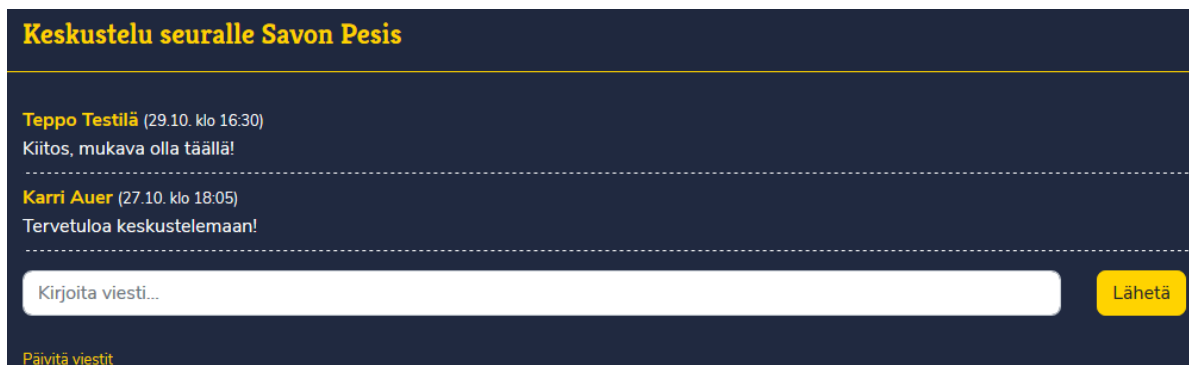 Keskustelu seuralle Savon Pesis
Teppo Testilä (29.10. klo 16:30)
Kiitos, mukava olla täällä!
Karri Auer (27.10. klo 18:05)
Tervetuloa keskustelemaan!
Kirjoita viesti...
Lähetä
Päivitä viestit